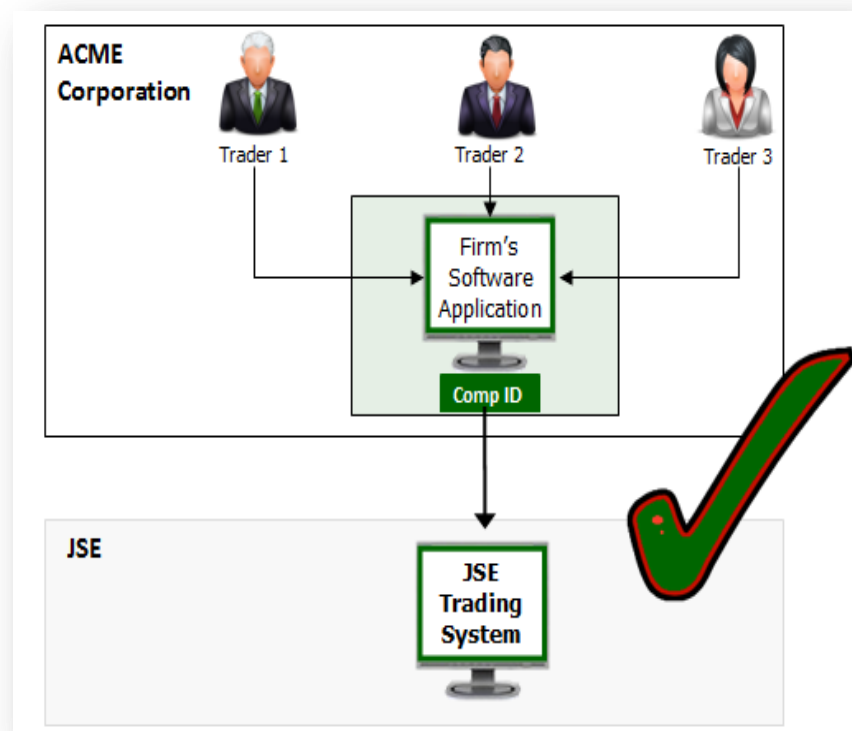 ACME
Corporation
Trader 1
Trader 2
Trader 3
Firm's
Software
Application
Comp ID
JSE
JSE
Trading
System